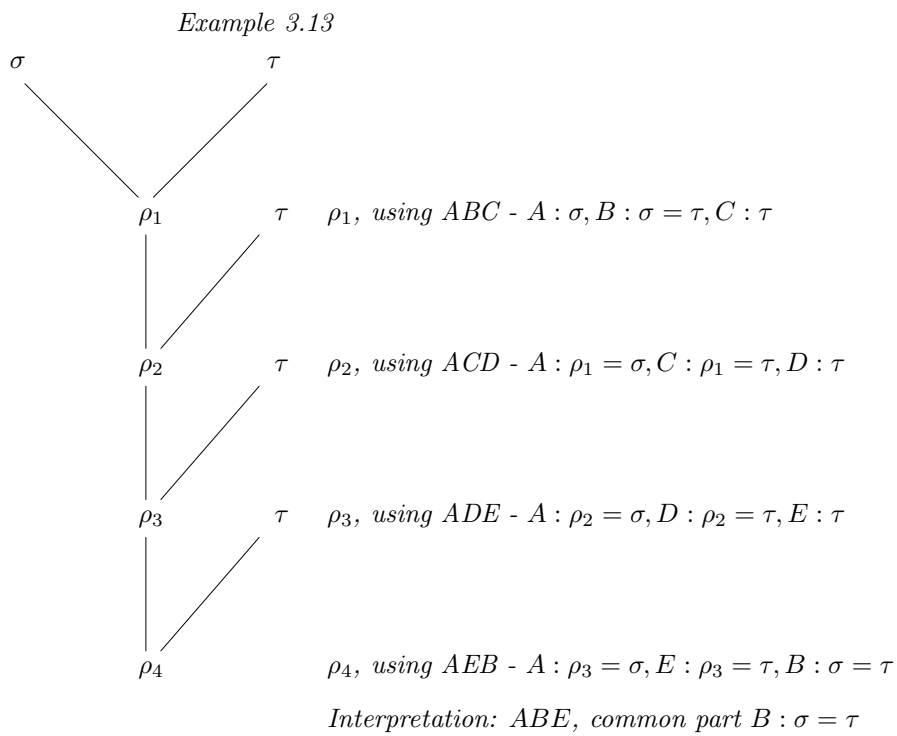 Example 3.13
σ τ
ρ₁ τ ρ₁, using ABC - A : σ, B : σ = τ, C : τ
ρ₂ τ ρ₂, using ACD - A : ρ₁ = σ, C : ρ₁ = τ, D : τ
ρ₃ τ ρ₃, using ADE - A : ρ₂ = σ, D : ρ₂ = τ, E : τ
ρ₄ ρ₄, using AEB - A : ρ₃ = σ, E : ρ₃ = τ, B : σ = τ
Interpretation: ABE, common part B : σ = τ